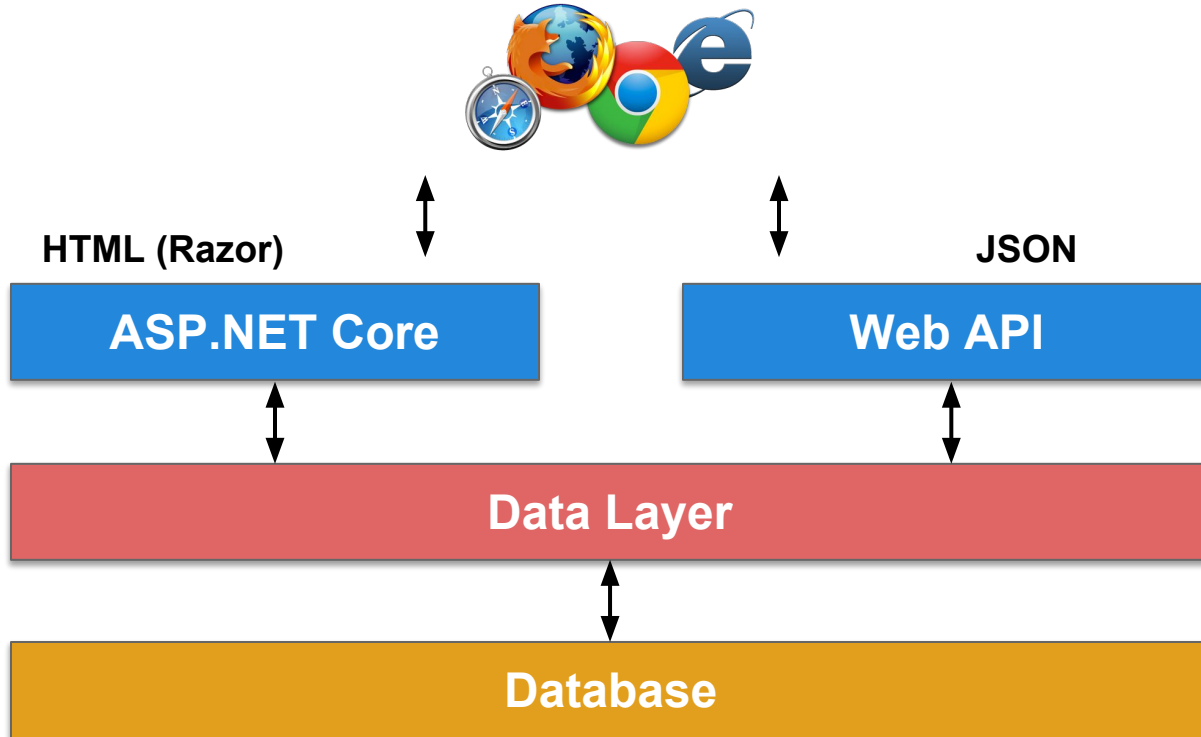 HTML (Razor)
JSON
ASP.NET Core
Web API
Data Layer
Database